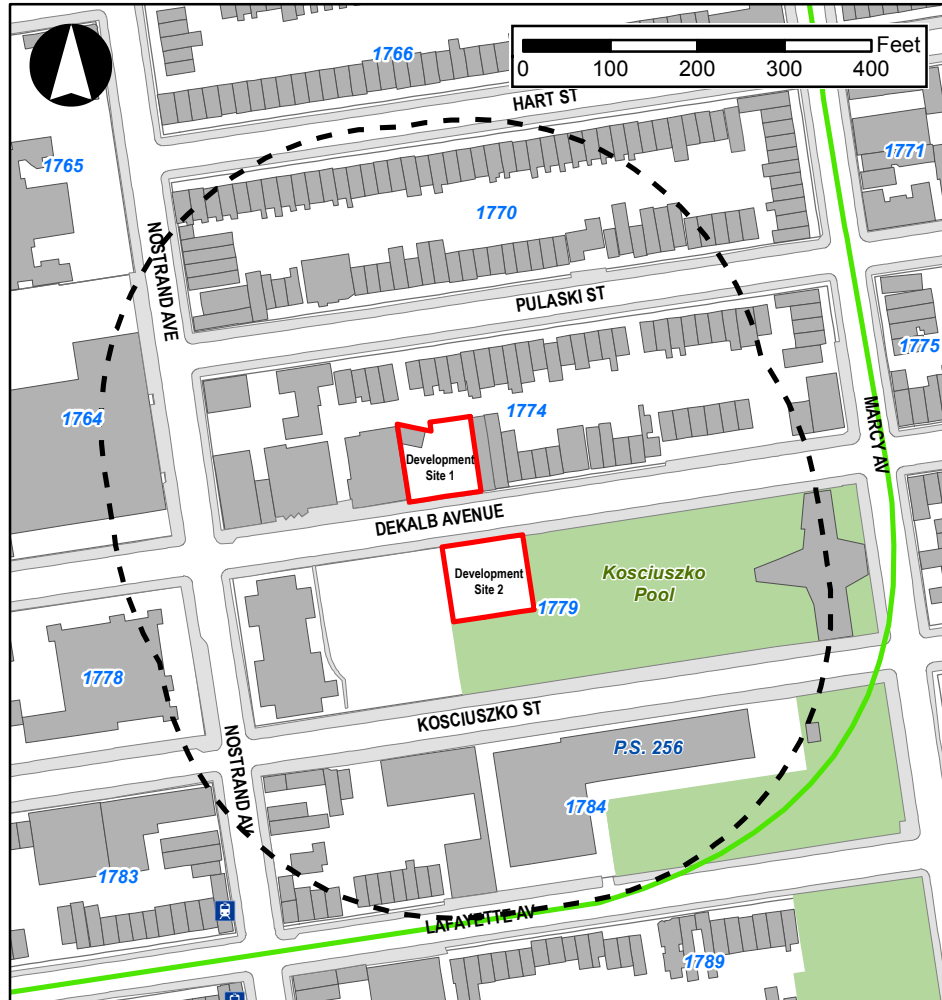 1766
Feet
0 100 200 300 400
HART ST
1765
1771
1770
NOSTRAND AVE
PULASKI ST
1775
1764
1774
MARCY AV
Development
Site 1
DEKALB AVENUE
Development
Site 2
Kosciuszko
Pool
1779
1778
KOSCIUSZKO ST
NOSTRAND AV
P.S. 256
1784
1783
LAFAYETTE AV
1789